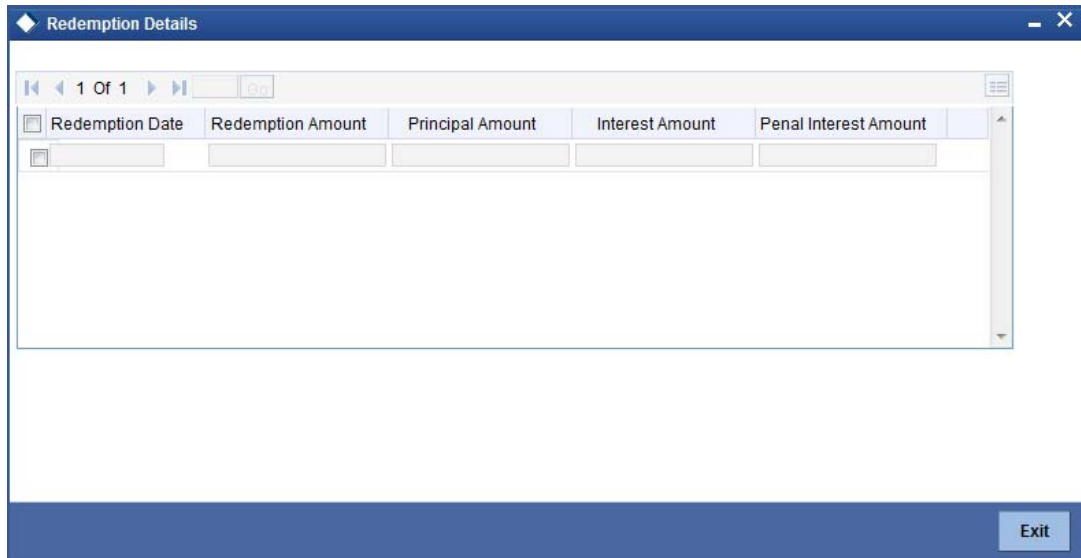 Redemption Details
1 Of 1 Go
Redemption Date Redemption Amount Principal Amount Interest Amount Penal Interest Amount
Exit